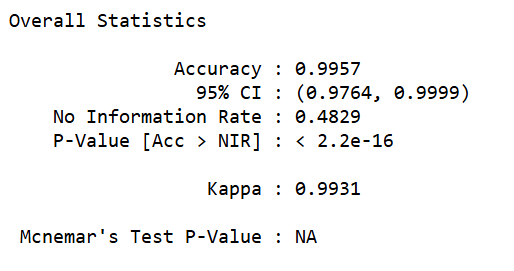 Overall Statistics
Accuracy : 0.9957
95% CI : (0.9764, 0.9999)
No Information Rate : 0.4829
P-Value [Acc > NIR] : < 2.2e-16
Kappa : 0.9931
Mcnemar's Test P-Value : NA